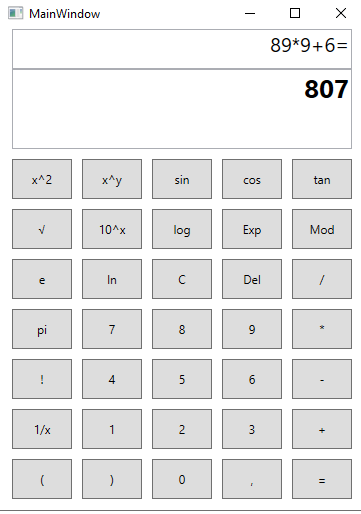 MainWindow
89*9+6=
807
x^2 x^y sin cos tan
√ 10^x log Exp Mod
e ln C Del /
pi 7 8 9 *
! 4 5 6 -
1/x 1 2 3 +
( ) 0 , =